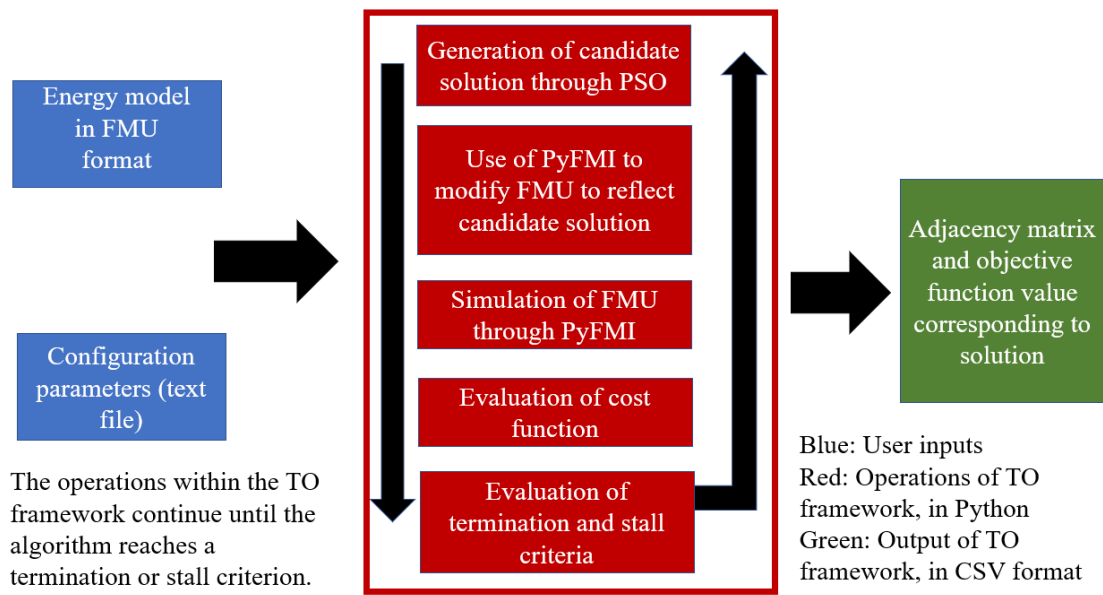 Energy model
in FMU
format
Configuration
parameters (text
file)
The operations within the TO
framework continue until the
algorithm reaches a
termination or stall criterion.
Generation of candidate
solution through PSO
Use of PyFMI to
modify FMU to reflect
candidate solution
Simulation of FMU
through PyFMI
Evaluation of cost
function
Evaluation of
termination and stall
criteria
Adjacency matrix
and objective
function value
corresponding to
solution
Blue: User inputs
Red: Operations of TO
framework, in Python
Green: Output of TO
framework, in CSV format